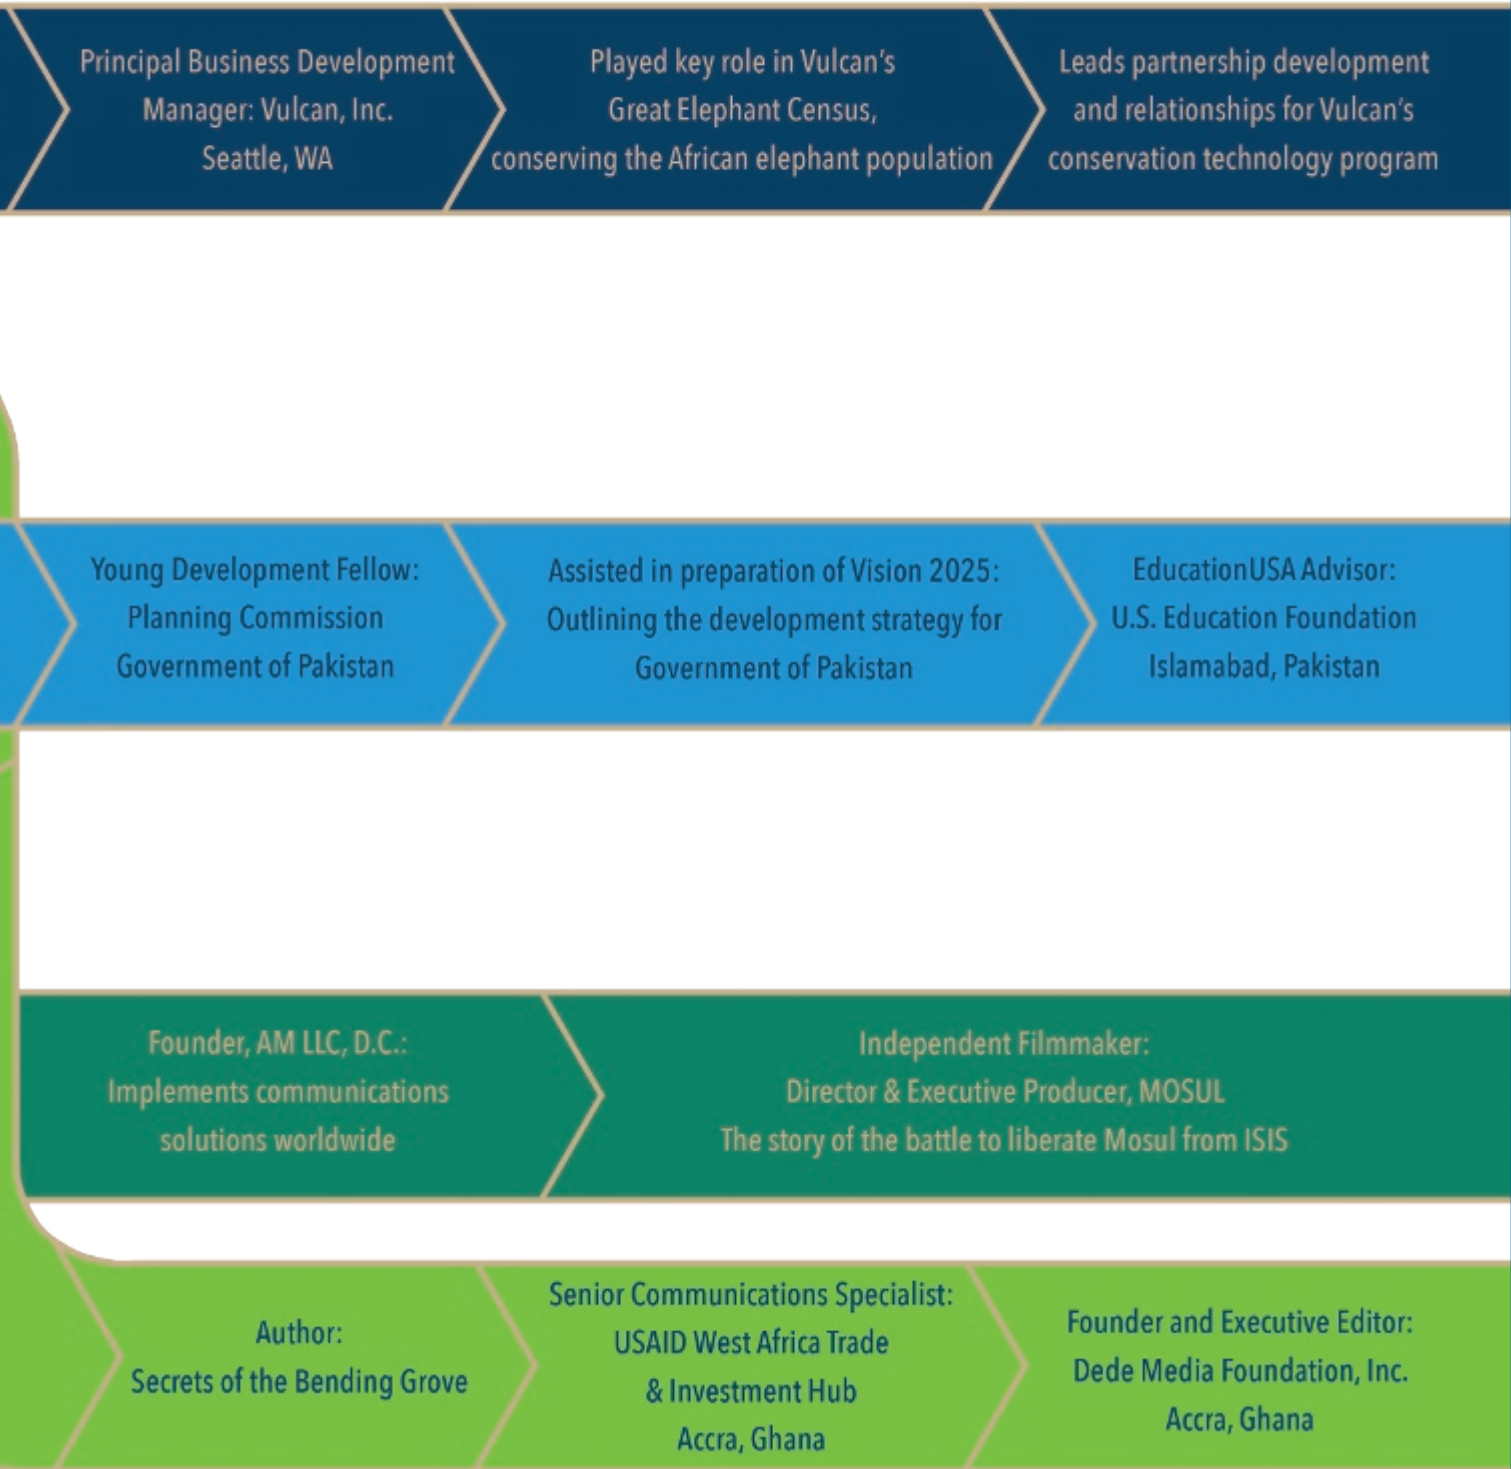 Principal Business Development
Manager: Vulcan, Inc.
Seattle, WA
Played key role in Vulcan's
Great Elephant Census,
conserving the African elephant population
Leads partnership development
and relationships for Vulcan's
conservation technology program
Young Development Fellow:
Planning Commission
Government of Pakistan
Assisted in preparation of Vision 2025:
Outlining the development strategy for
Government of Pakistan
EducationUSA Advisor:
U.S. Education Foundation
Islamabad, Pakistan
Founder, AM LLC, D.C.:
Implements communications
solutions worldwide
Independent Filmmaker:
Director & Executive Producer, MOSUL
The story of the battle to liberate Mosul from ISIS
Author:
Secrets of the Bending Grove
Senior Communications Specialist:
USAID West Africa Trade
& Investment Hub
Accra, Ghana
Founder and Executive Editor:
Dede Media Foundation, Inc.
Accra, Ghana